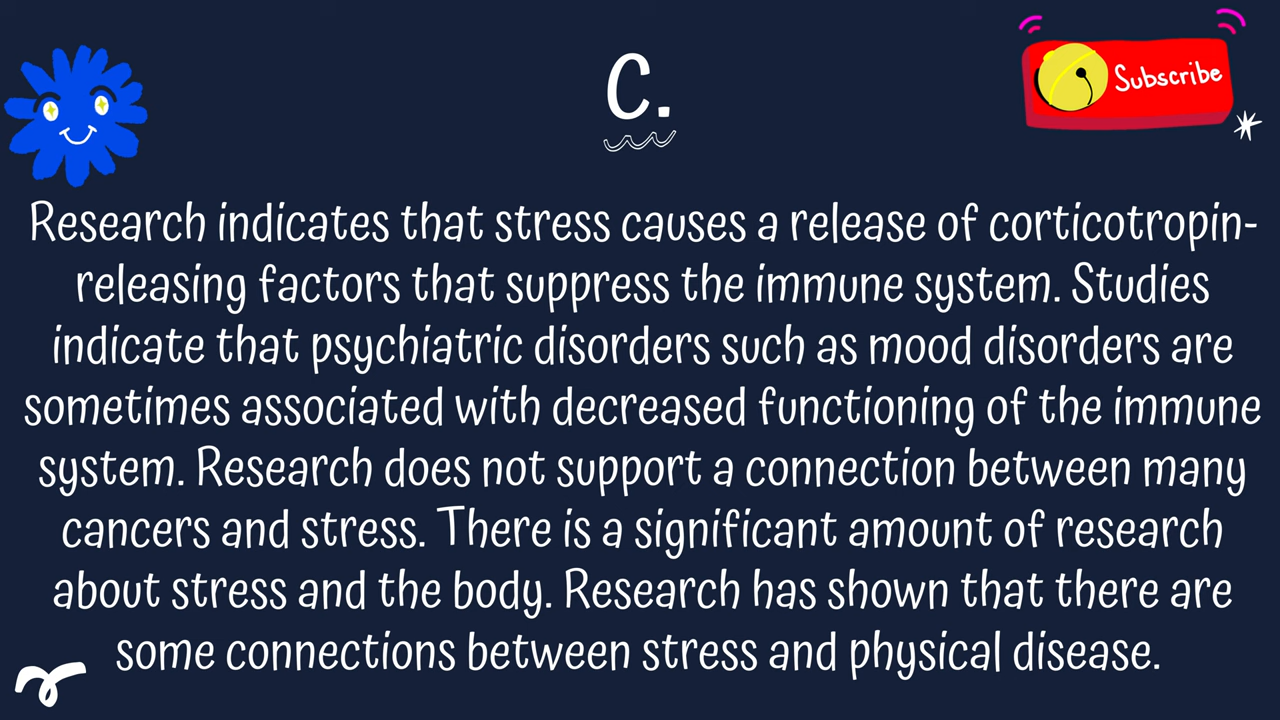 C.
Subscribe
Research indicates that stress causes a release of corticotropin-
releasing factors that suppress the immune system. Studies
indicate that psychiatric disorders such as mood disorders are
sometimes associated with decreased functioning of the immune
system. Research does not support a connection between many
cancers and stress. There is a significant amount of research
about stress and the body. Research has shown that there are
some connections between stress and physical disease.